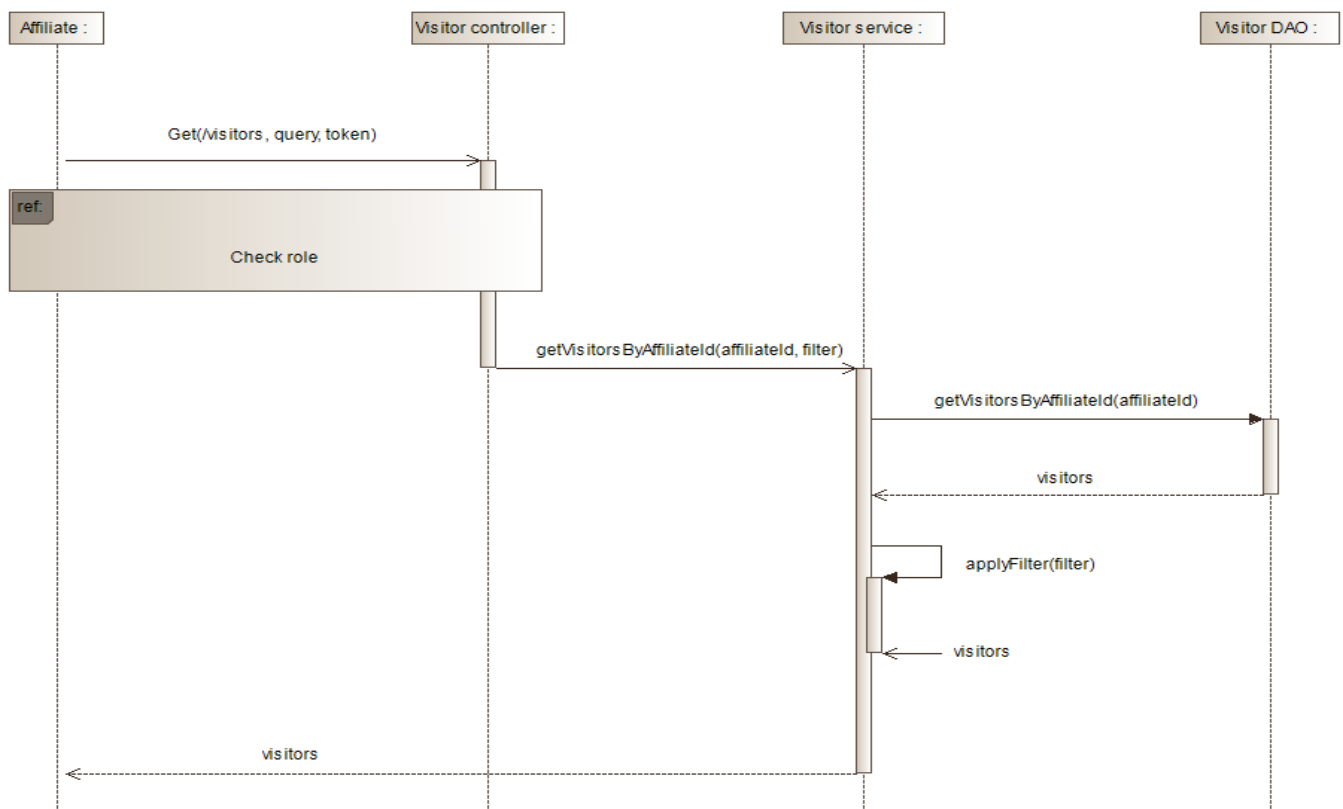 Affiliate :
Visitor controller :
Visitor service :
Visitor DAO :
Get(/visitors, query, token)
ref:
Check role
getVisitorsByAffiliateId(affiliateId, filter)
getVisitorsByAffiliateId(affiliateId)
visitors
applyFilter(filter)
visitors
visitors